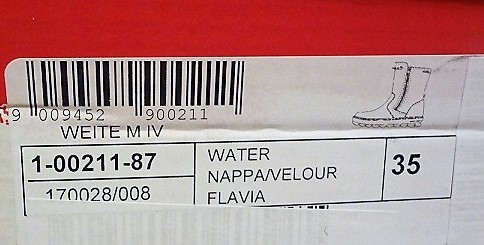 9 009452 900211
WEITE M IV
1-00211-87
170028/008
WATER
NAPPA/VELOUR
FLAVIA
35